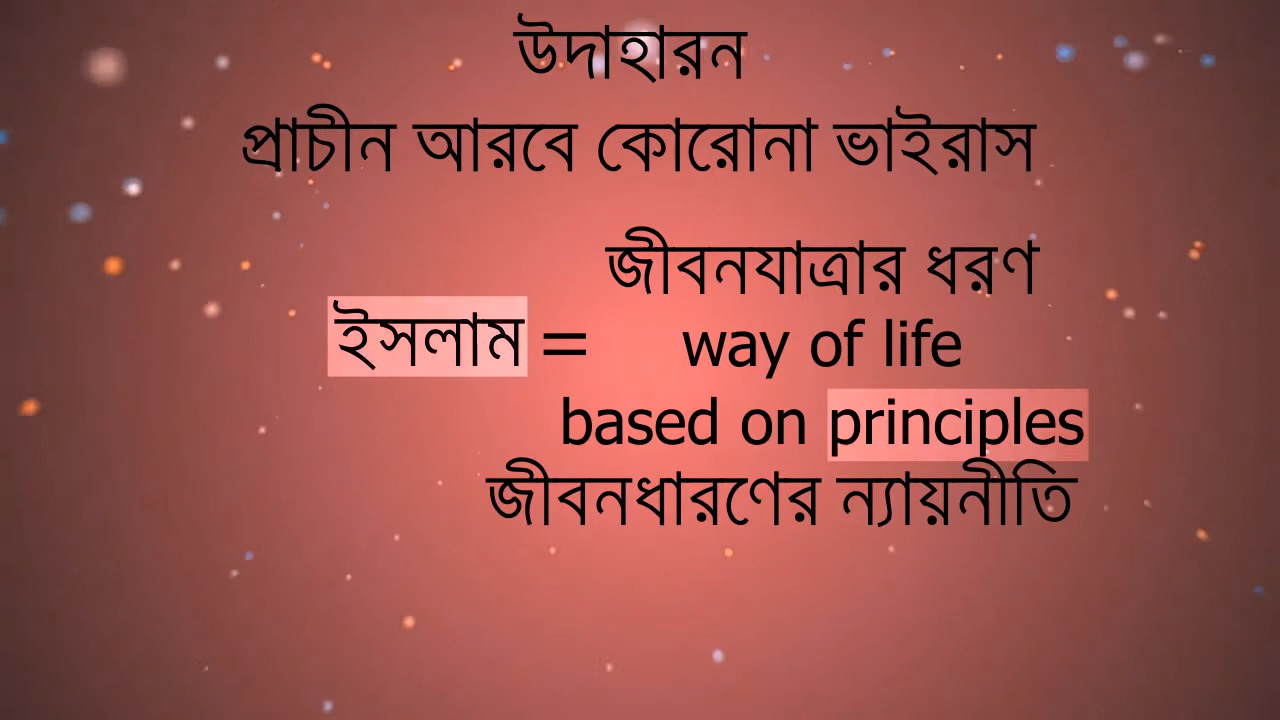 উদাহারন
প্রাচীন আরবে কোরোনা ভাইরাস
জীবনযাত্রার ধরণ
ইসলাম = way of life
based on principles
জীবনধারণের ন্যায়নীতি